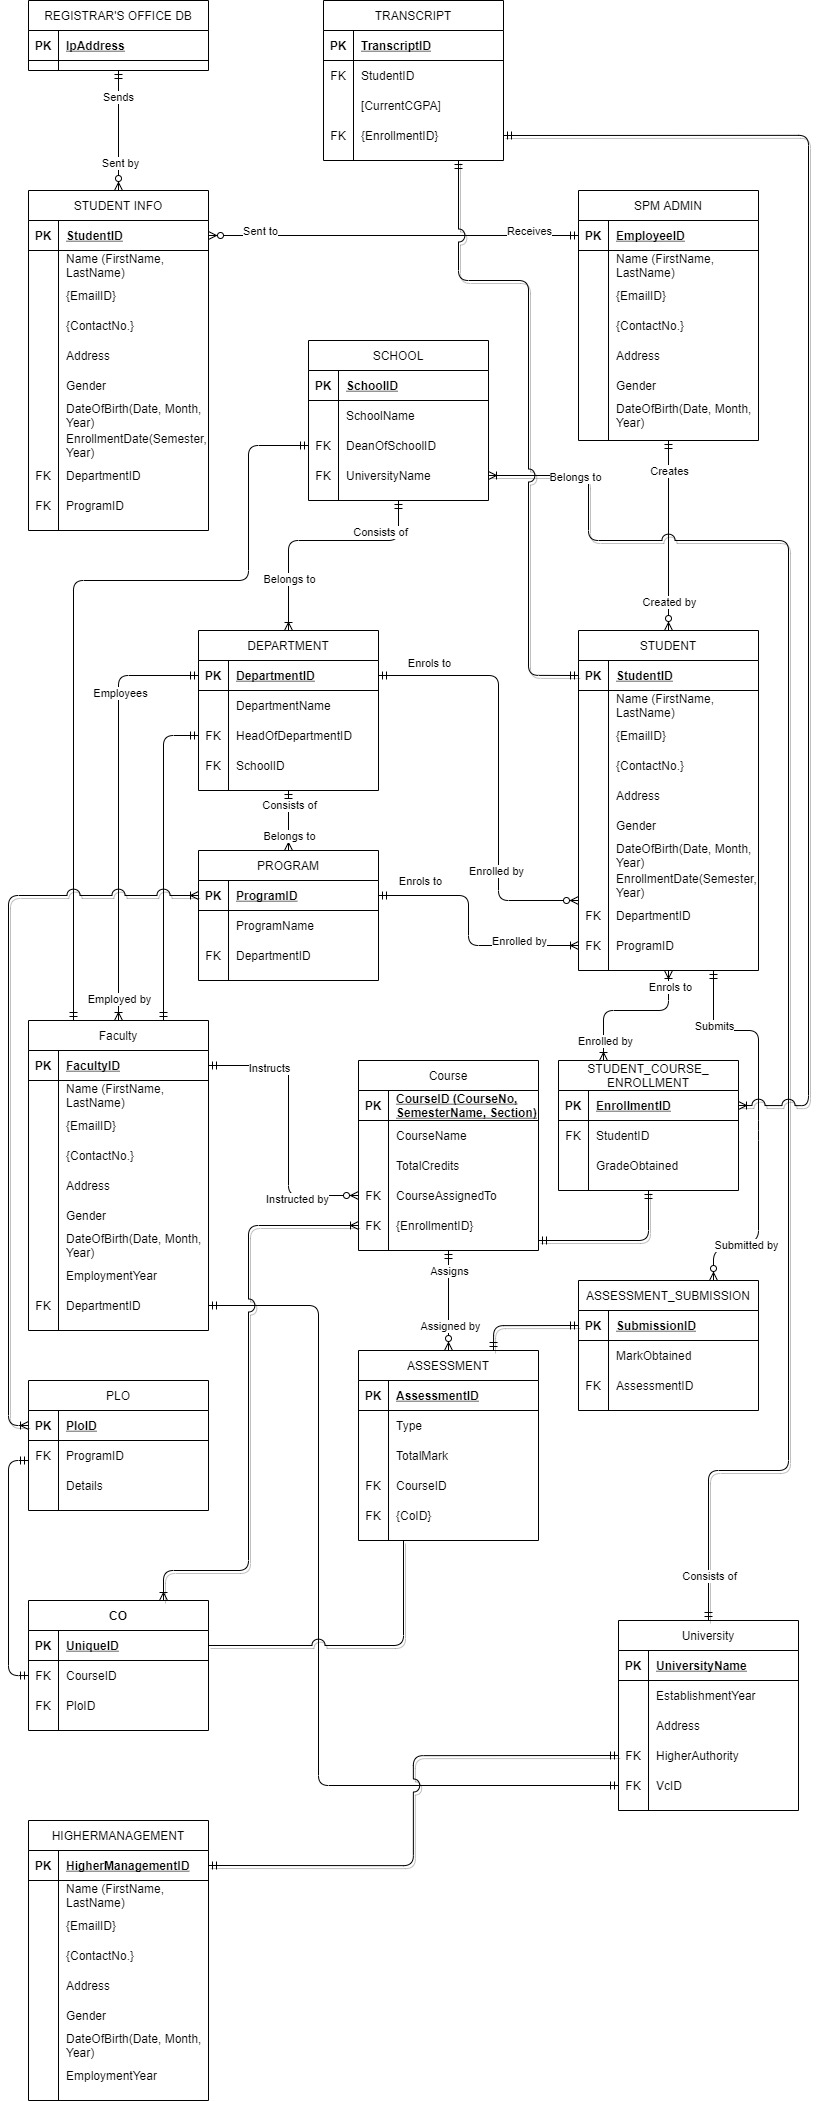 REGISTRAR'S OFFICE DB
PK IpAddress
Sends
Sent by
TRANSCRIPT
PK TranscriptID
FK StudentID
[CurrentCGPA]
FK {EnrollmentID}
STUDENT INFO
PK StudentID
Name (FirstName,
LastName)
{EmailID}
{ContactNo.}
Address
Gender
DateOfBirth(Date, Month,
Year)
EnrollmentDate(Semester,
Year)
FK DepartmentID
FK ProgramID
Sent to
Receives
SPM ADMIN
PK EmployeeID
Name (FirstName,
LastName)
{EmailID}
{ContactNo.}
Address
Gender
DateOfBirth(Date, Month,
Year)
Creates
Created by
SCHOOL
PK SchoolID
SchoolName
FK DeanOfSchoolID
FK UniversityName
Belongs to
Consists of
Belongs to
DEPARTMENT
PK DepartmentID
DepartmentName
FK HeadOfDepartmentID
FK SchoolID
Employees
Enrols to
Enrolled by
Consists of
Belongs to
STUDENT
PK StudentID
Name (FirstName,
LastName)
{EmailID}
{ContactNo.}
Address
Gender
DateOfBirth(Date, Month,
Year)
EnrollmentDate(Semester,
Year)
FK DepartmentID
FK ProgramID
PROGRAM
PK ProgramID
ProgramName
FK DepartmentID
Enrols to
Enrolled by
Employed by
Enrols to
Enrolled by
Submits
Submitted by
Faculty
PK FacultyID
Name (FirstName,
LastName)
{EmailID}
{ContactNo.}
Address
Gender
DateOfBirth(Date, Month,
Year)
EmploymentYear
FK DepartmentID
Instructs
Instructed by
Course
PK CourseID (CourseNo,
SemesterName, Section)
CourseName
TotalCredits
FK CourseAssignedTo
FK {EnrollmentID}
STUDENT_COURSE_
ENROLLMENT
PK EnrollmentID
FK StudentID
GradeObtained
Assigns
Assigned by
ASSESSMENT_SUBMISSION
PK SubmissionID
MarkObtained
FK AssessmentID
ASSESSMENT
PK AssessmentID
Type
TotalMark
FK CourseID
FK {CoID}
PLO
PK PloID
FK ProgramID
Details
CO
PK UniqueID
FK CourseID
FK PloID
Consists of
University
PK UniversityName
EstablishmentYear
Address
FK HigherAuthority
FK VcID
HIGHERMANAGEMENT
PK HigherManagementID
Name (FirstName,
LastName)
{EmailID}
{ContactNo.}
Address
Gender
DateOfBirth(Date, Month,
Year)
EmploymentYear